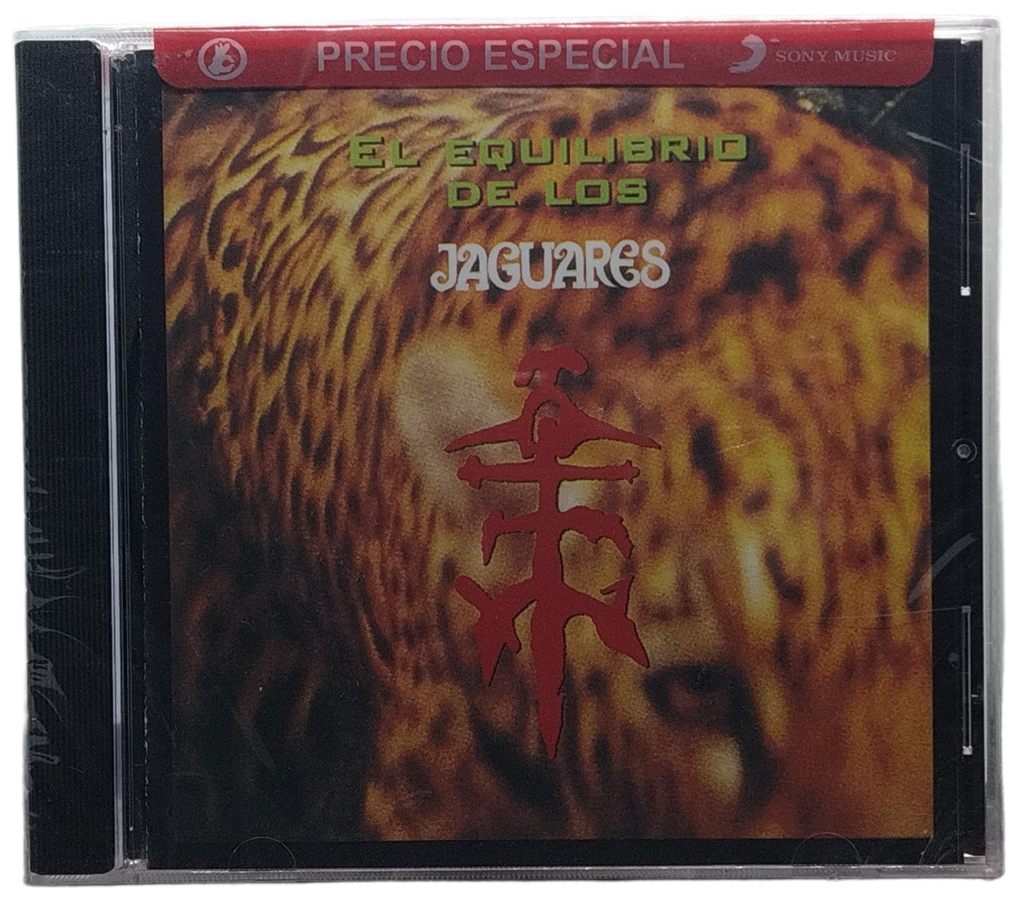 PRECIO ESPECIAL
SONY MUSIC
EL EQUILIBRIO
DE LOS
JAGUARES